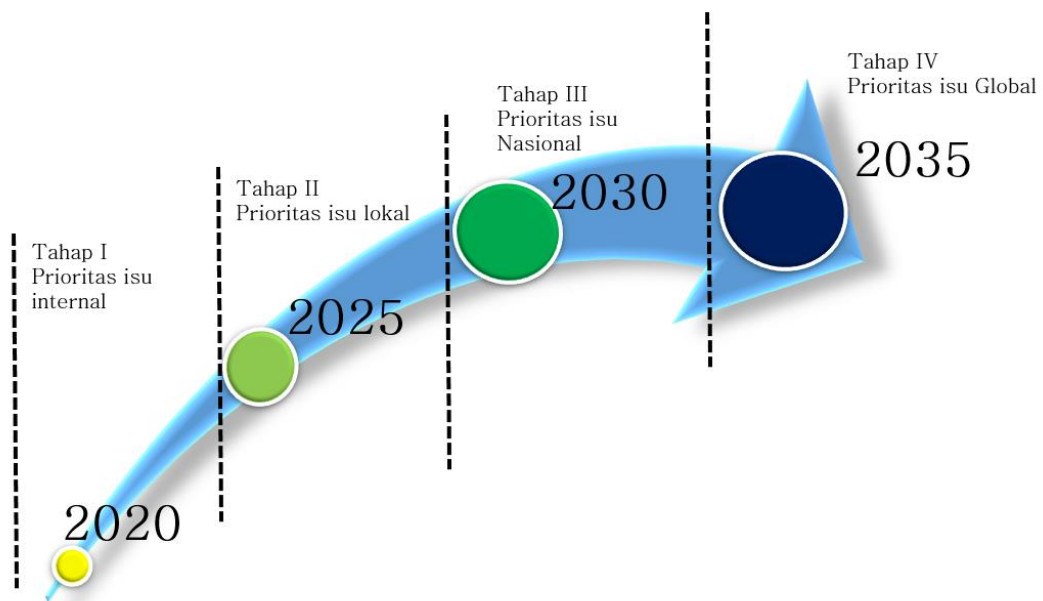 Tahap I
Prioritas isu
internal
2020
Tahap II
Prioritas isu lokal
2025
Tahap III
Prioritas isu
Nasional
2030
Tahap IV
Prioritas isu Global
2035